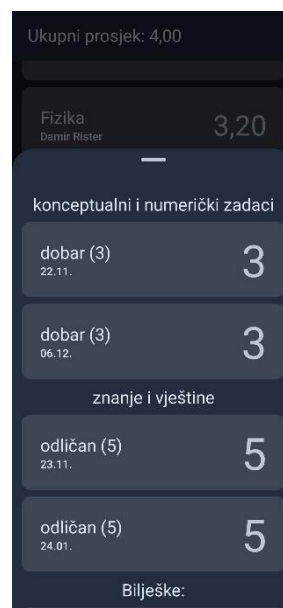 Ukupni prosjek: 4,00
Fizika
Damir Rister
3,20
konceptualni i numerički zadaci
dobar (3)
22.11.
3
dobar (3)
06.12.
3
znanje i vještine
odličan (5)
23.11.
5
odličan (5)
24.01.
5
Bilješke: